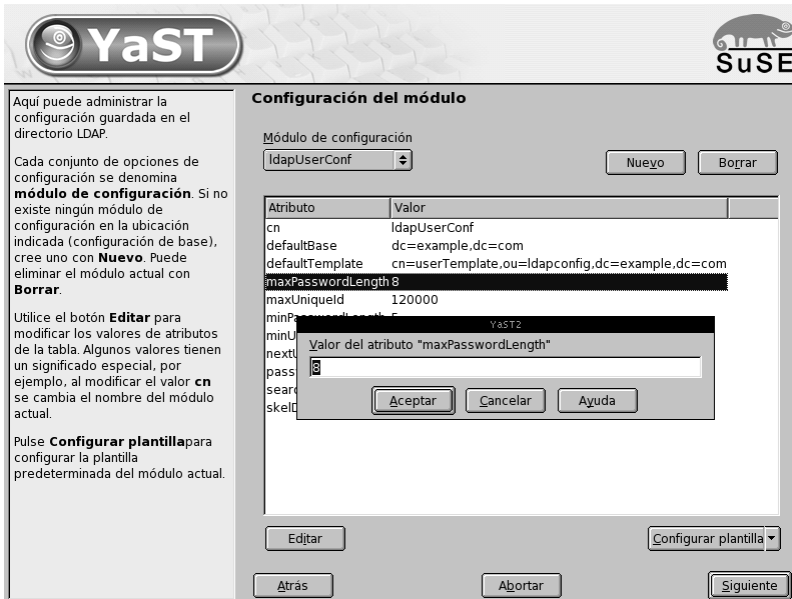 YaST
SuSE
Aquí puede administrar la
configuración guardada en el
directorio LDAP.
Cada conjunto de opciones de
configuración se denomina
módulo de configuración. Si no
existe ningún módulo de
configuración en la ubicación
indicada (configuración de base),
cree uno con Nuevo. Puede
eliminar el módulo actual con
Borrar.
Utilice el botón Editar para
modificar los valores de atributos
de la tabla. Algunos valores tienen
un significado especial, por
ejemplo, al modificar el valor cn
se cambia el nombre del módulo
actual.
Pulse Configurar plantillapara
configurar la plantilla
predeterminada del módulo actual.
Configuración del módulo
Módulo de configuración
ldapUserConf
Nuevo Borrar
Atributo Valor
cn ldapUserConf
defaultBase dc=example,dc=com
defaultTemplate cn=userTemplate,ou=ldapconfig,dc=example,dc=com
maxPasswordLength 8
maxUniqueId 120000
YaST2
Valor del atributo "maxPasswordLength"
8
Aceptar Cancelar Ayuda
Editar Configurar plantilla
Atrás Abortar Siguiente